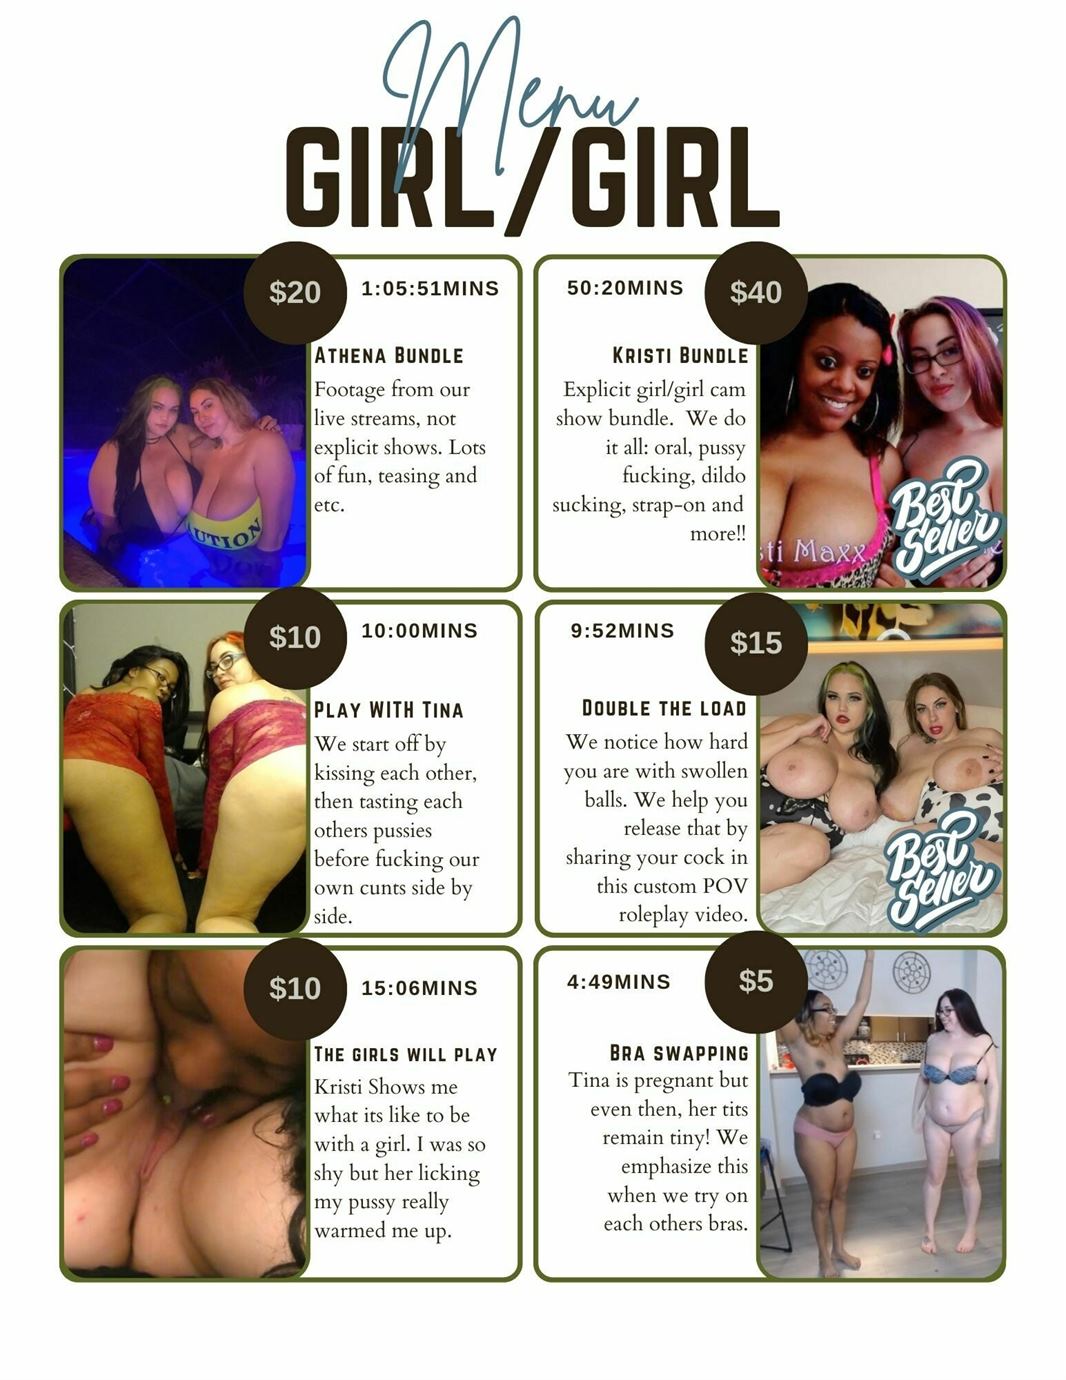 Menu
GIRL/GIRL
$20
1:05:51MINS
ATHENA BUNDLE
Footage from our
live streams, not
explicit shows. Lots
of fun, teasing and
etc.
UTION
50:20MINS
$40
KRISTI BUNDLE
Explicit girl/girl cam
show bundle. We do
it all: oral, pussy
fucking, dildo
sucking, strap-on and
more!!
sti Maxx
Best
Seller
$10
10:00MINS
PLAY WITH TINA
We start off by
kissing each other,
then tasting each
others pussies
before fucking our
own cunts side by
side.
9:52MINS
$15
DOUBLE THE LOAD
We notice how hard
you are with swollen
balls. We help you
release that by
sharing your cock in
this custom POV
roleplay video.
Best
Seller
$10
15:06MINS
THE GIRLS WILL PLAY
Kristi Shows me
what its like to be
with a girl. I was so
shy but her licking
my pussy really
warmed me up.
4:49MINS
$5
BRA SWAPPING
Tina is pregnant but
even then, her tits
remain tiny! We
emphasize this
when we try on
each others bras.